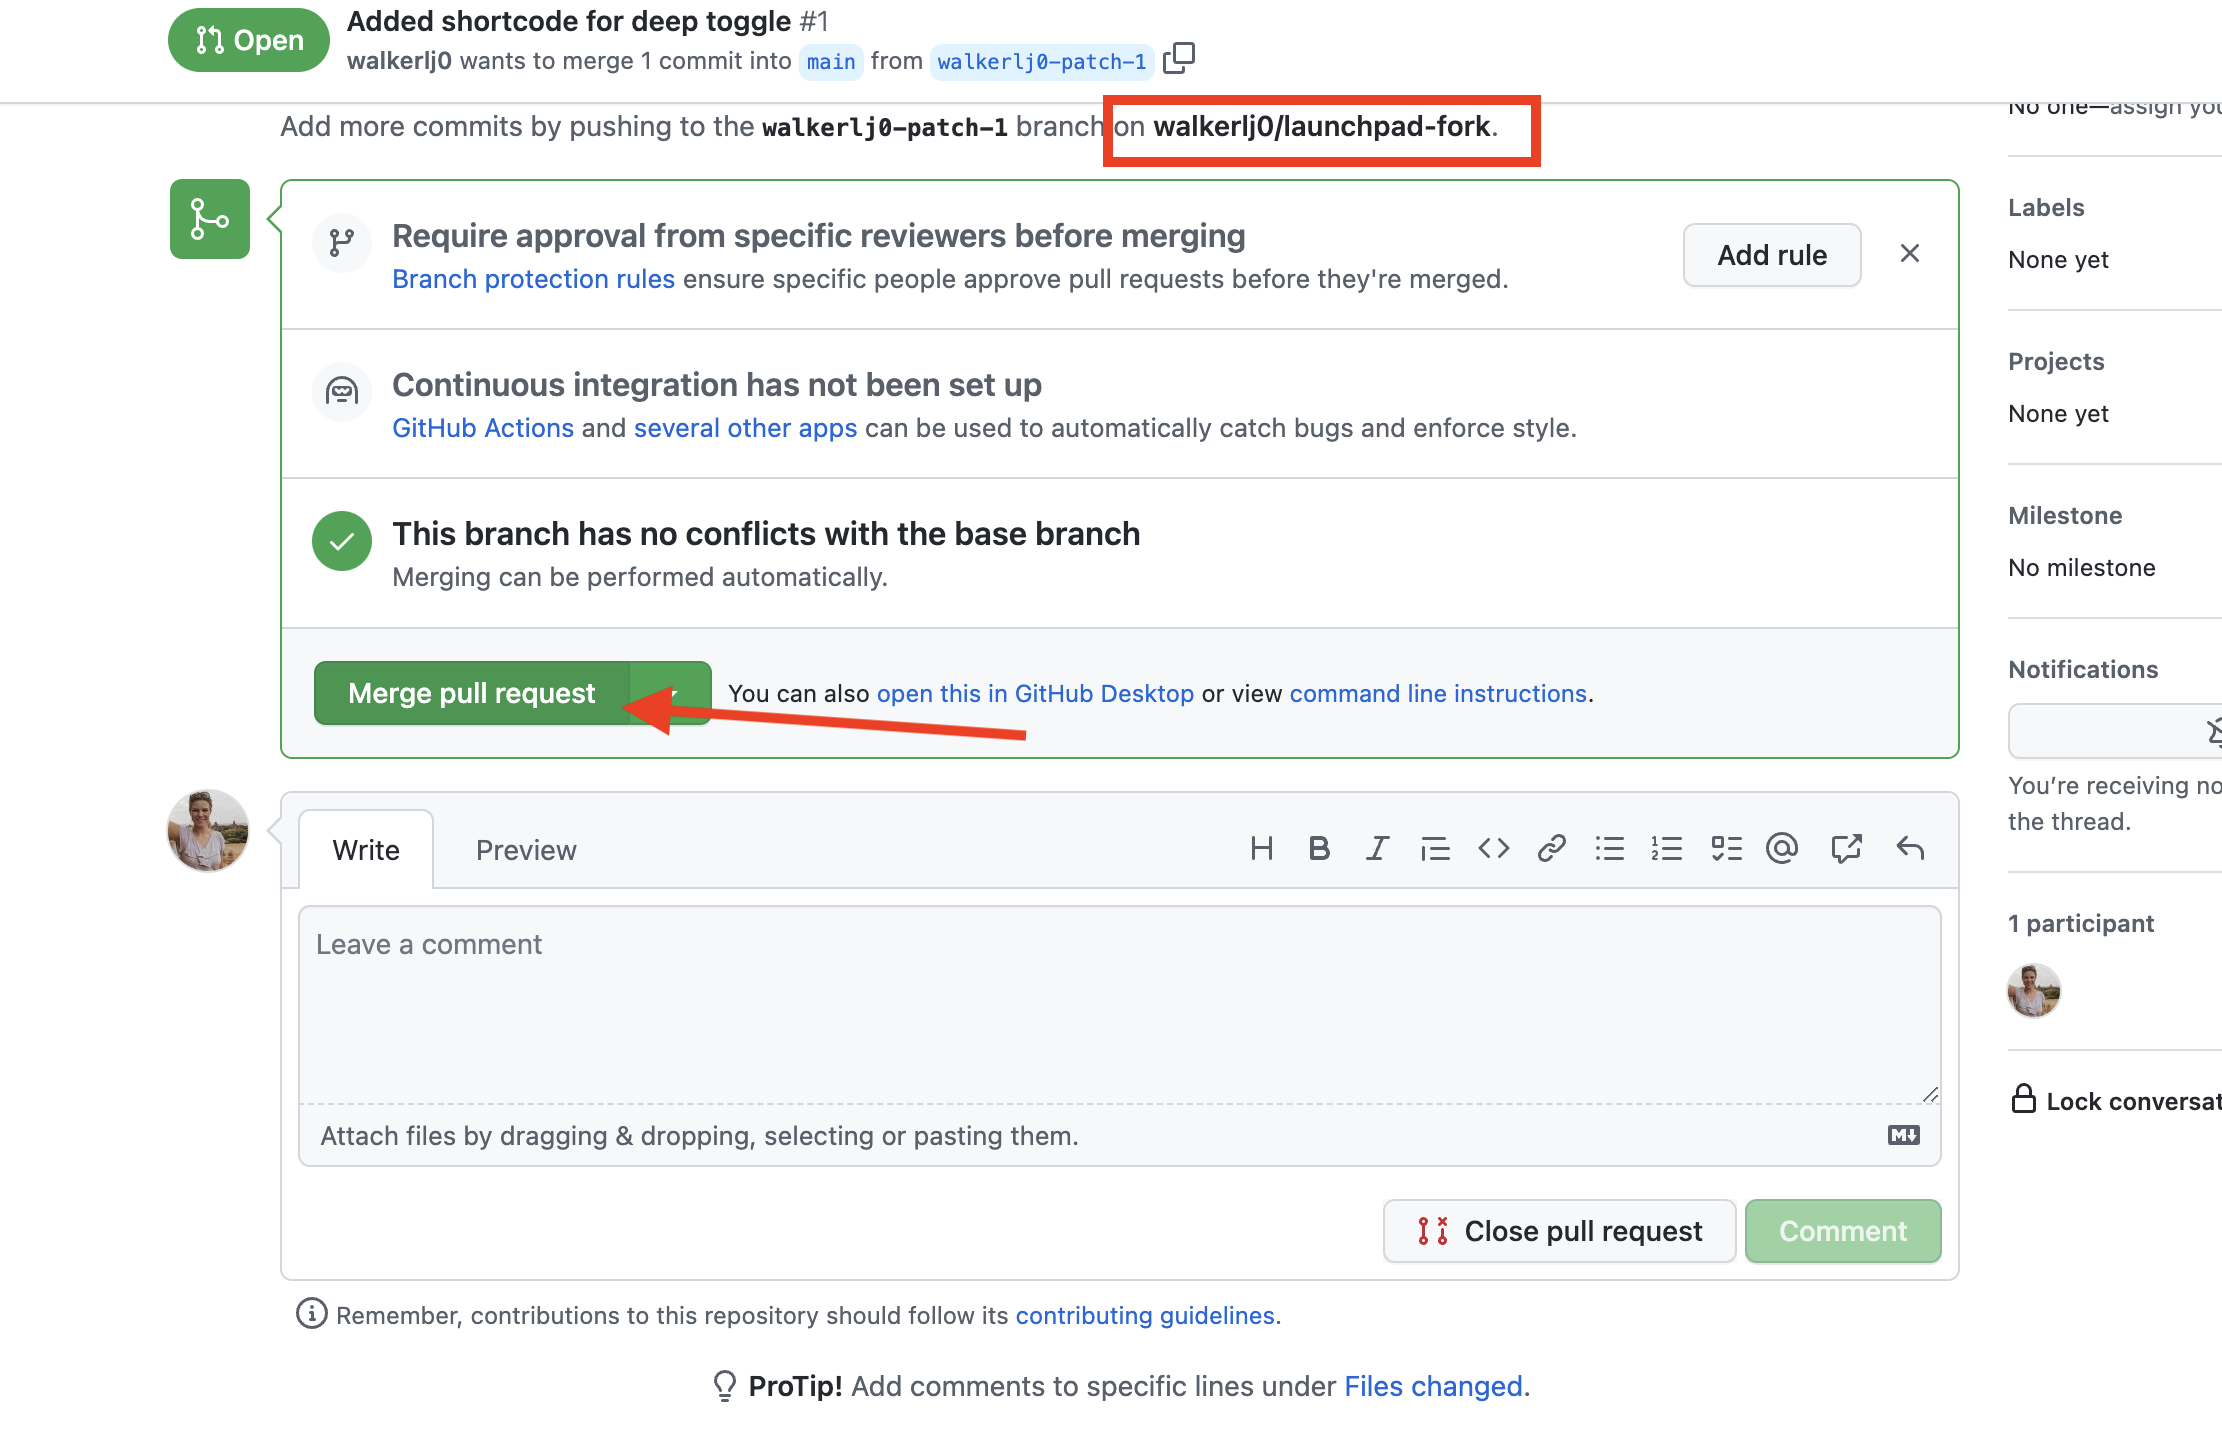 Open
Added shortcode for deep toggle #1
walkerlj0 wants to merge 1 commit into main from walkerlj0-patch-1
Add more commits by pushing to the walkerlj0-patch-1 branch on walkerlj0/launchpad-fork.
Require approval from specific reviewers before merging
Branch protection rules ensure specific people approve pull requests before they're merged.
Add rule
Continuous integration has not been set up
GitHub Actions and several other apps can be used to automatically catch bugs and enforce style.
This branch has no conflicts with the base branch
Merging can be performed automatically.
Merge pull request
You can also open this in GitHub Desktop or view command line instructions.
Write
Preview
Leave a comment
Attach files by dragging & dropping, selecting or pasting them.
Close pull request
Comment
Remember, contributions to this repository should follow its contributing guidelines.
ProTip! Add comments to specific lines under Files changed.
No one—assign you
Labels
None yet
Projects
None yet
Milestone
No milestone
Notifications
You’re receiving no
the thread.
1 participant
Lock conversat